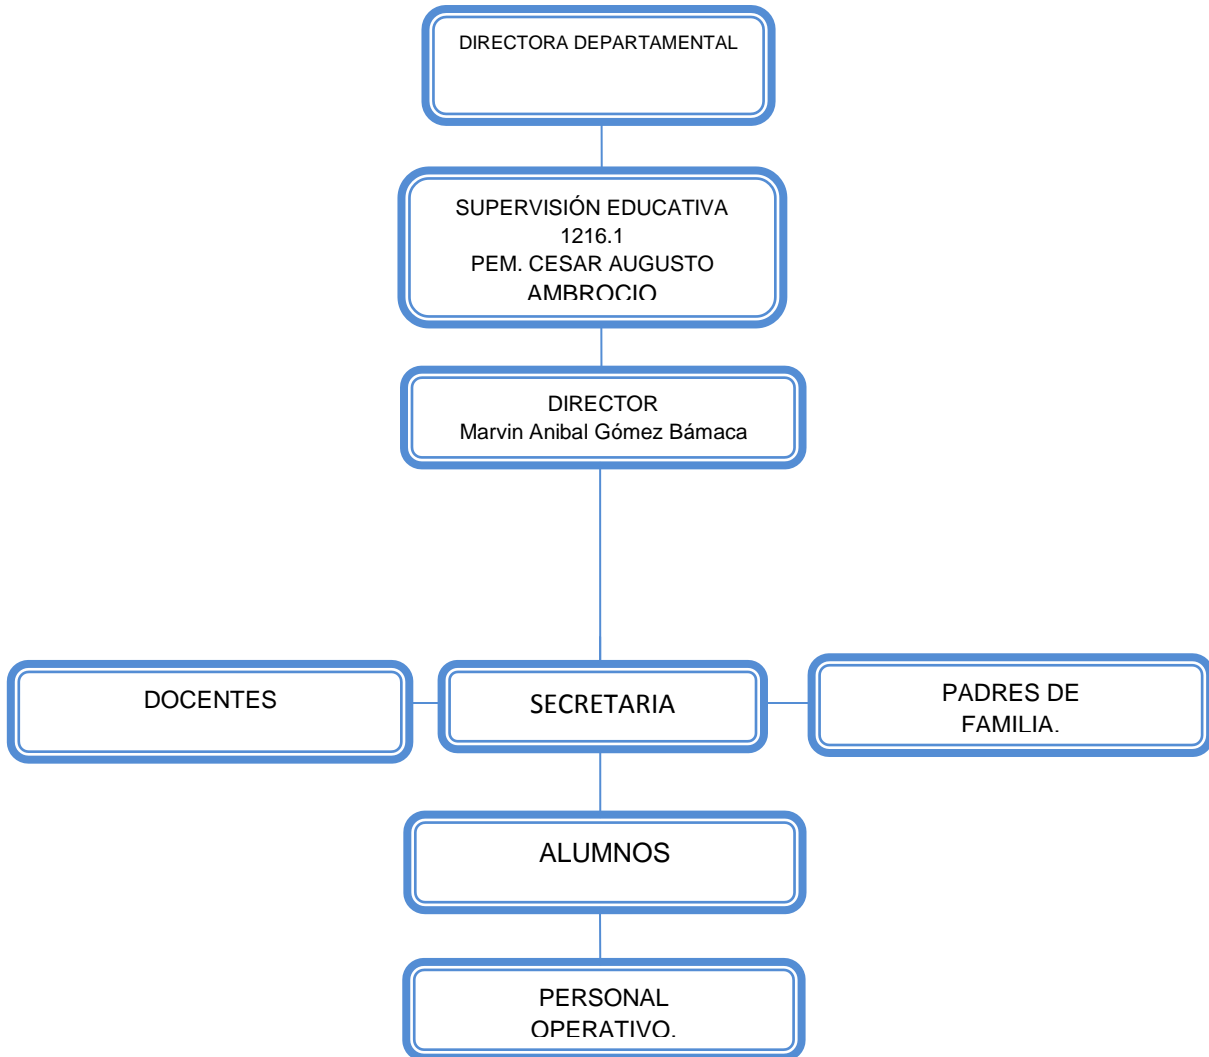 DIRECTORA DEPARTAMENTAL
SUPERVISIÓN EDUCATIVA
1216.1
PEM. CESAR AUGUSTO
AMBROCIO
DIRECTOR
Marvin Anibal Gómez Bámaca
DOCENTES
SECRETARIA
PADRES DE
FAMILIA.
ALUMNOS
PERSONAL
OPERATIVO.